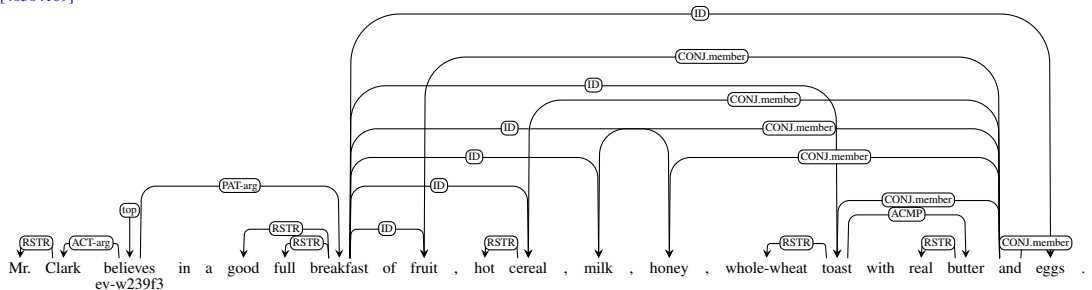 ID
CONJ.member
ID
CONJ.member
ID CONJ.member
ID CONJ.member
PAT-arg ID
CONJ.member
top ACMP
RSTR ID
RSTR ACT-arg RSTR RSTR RSTR RSTR CONJ.member
Mr. Clark believes in a good full breakfast of fruit , hot cereal , milk , honey , whole-wheat toast with real butter and eggs .
ev-w239f3